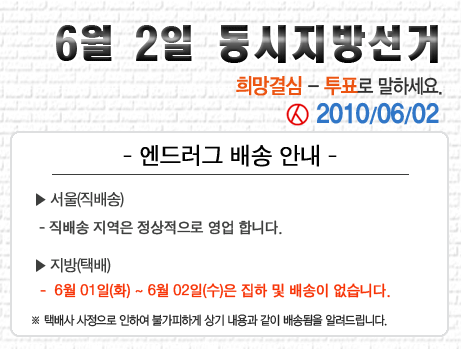 6월 2일 동시지방선거
희망결심 - 투표로 말하세요.
2010/06/02
- 엔드러그 배송 안내 -
▶ 서울(직배송)
- 직배송 지역은 정상적으로 영업 합니다.
▶ 지방(택배)
- 6월 01일(화) ~ 6월 02일(수)은 집하 및 배송이 없습니다.
※ 택배사 사정으로 인하여 불가피하게 상기 내용과 같이 배송됨을 알려드립니다.